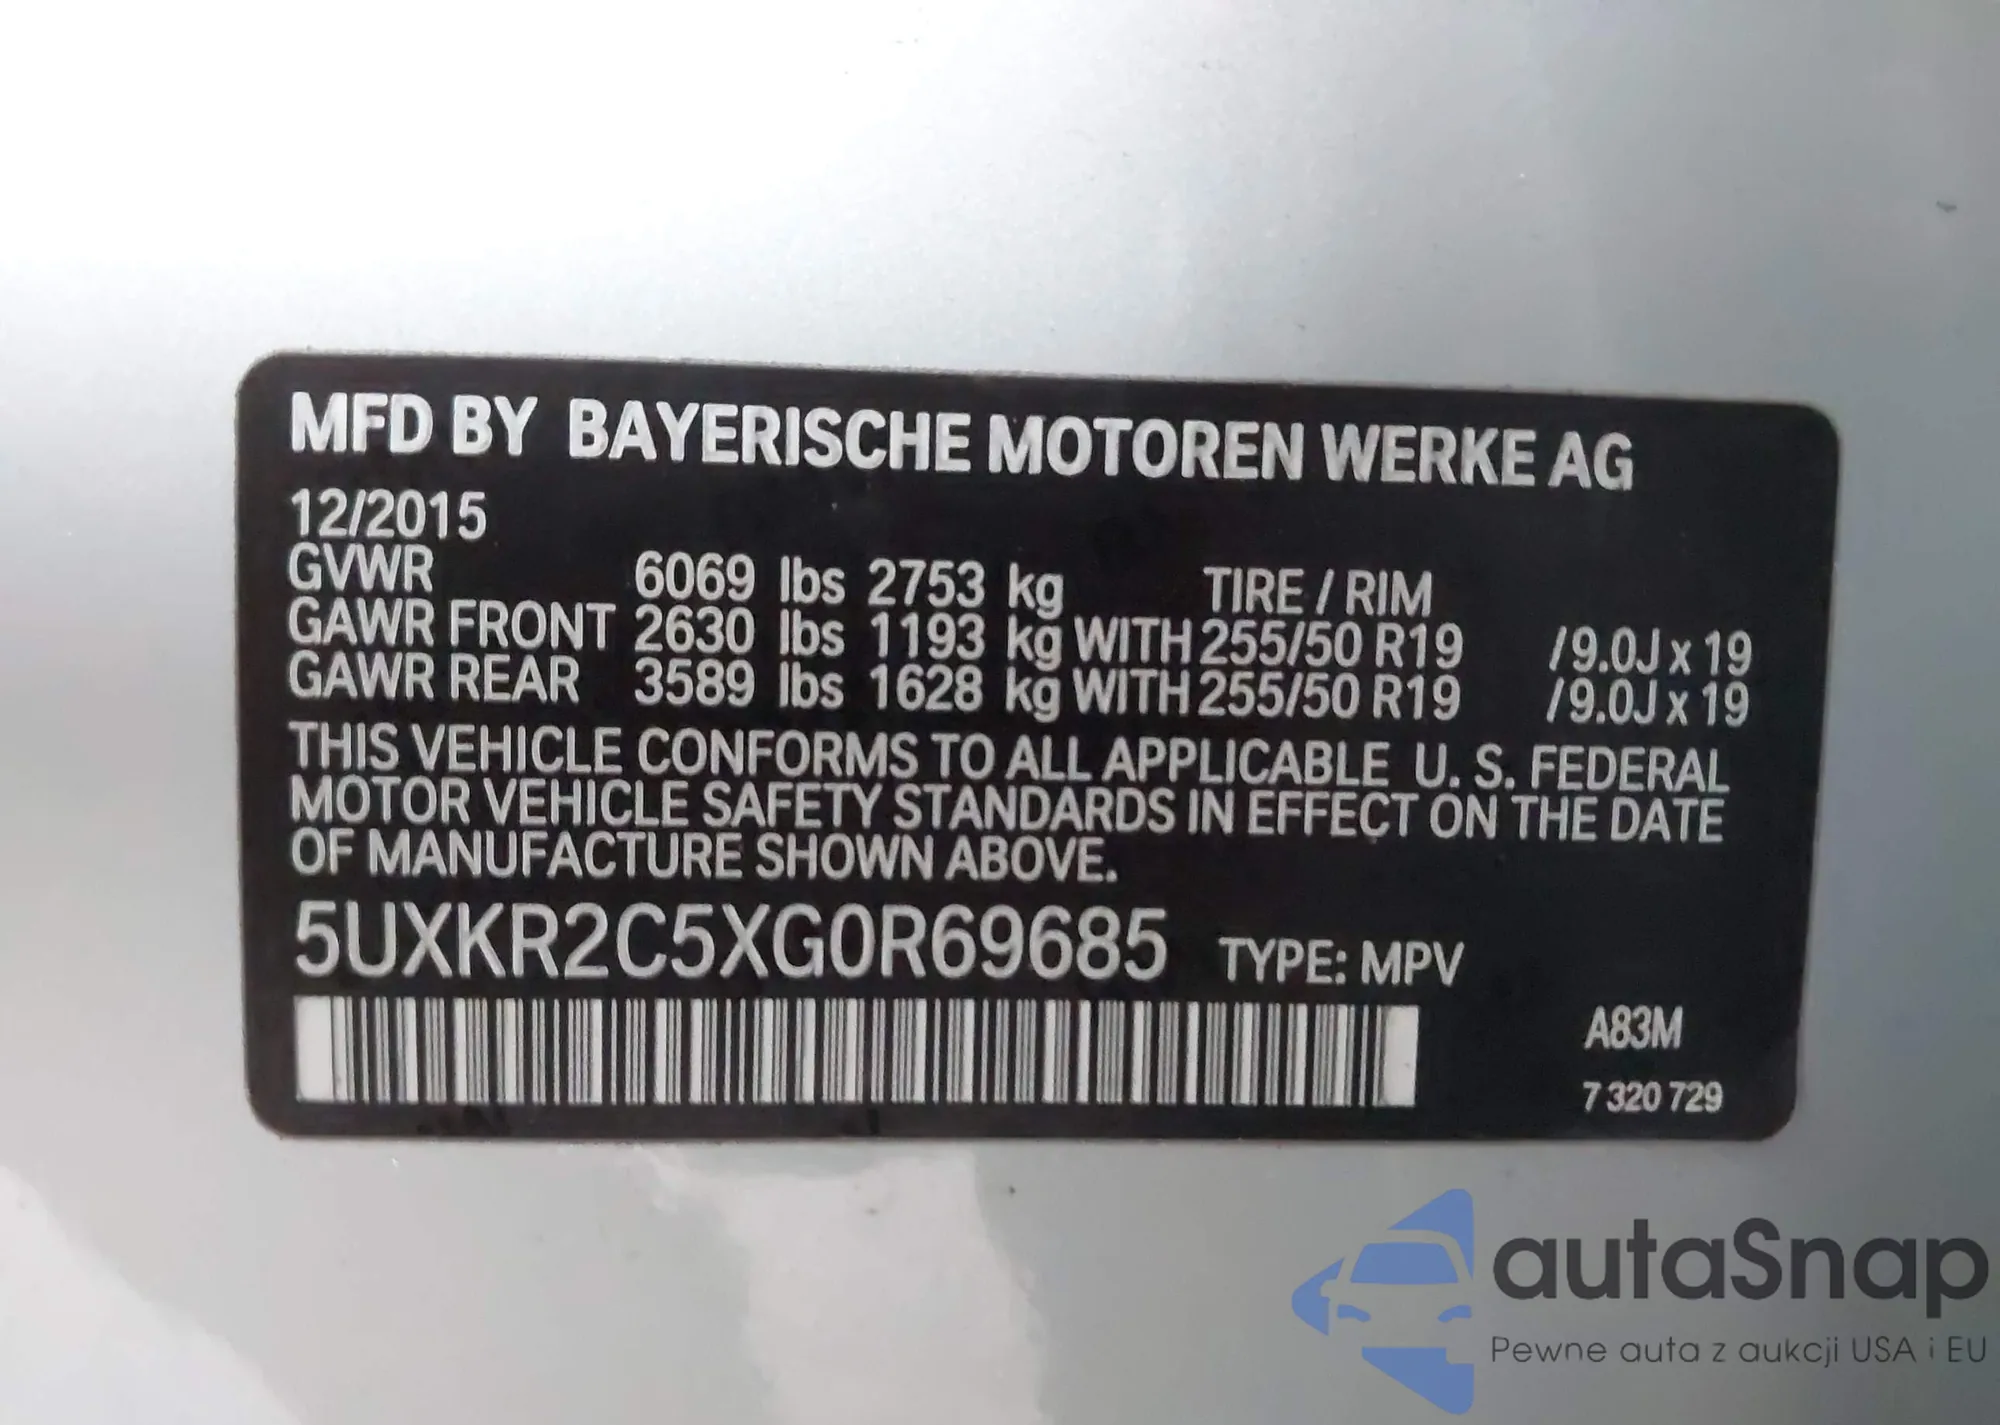 MFD BY BAYERISCHE MOTOREN WERKE AG
12/2015
GVWR 6069 lbs 2753 kg TIRE / RIM
GAWR FRONT 2630 lbs 1193 kg WITH 255/50 R19 /9.0J x 19
GAWR REAR 3589 lbs 1628 kg WITH 255/50 R19 /9.0J x 19
THIS VEHICLE CONFORMS TO ALL APPLICABLE U. S. FEDERAL
MOTOR VEHICLE SAFETY STANDARDS IN EFFECT ON THE DATE
OF MANUFACTURE SHOWN ABOVE.
5UXKR2C5XG0R69685 TYPE: MPV
A83M
7 320 729
autaSnap
Pewne auta z aukcji USA i EU